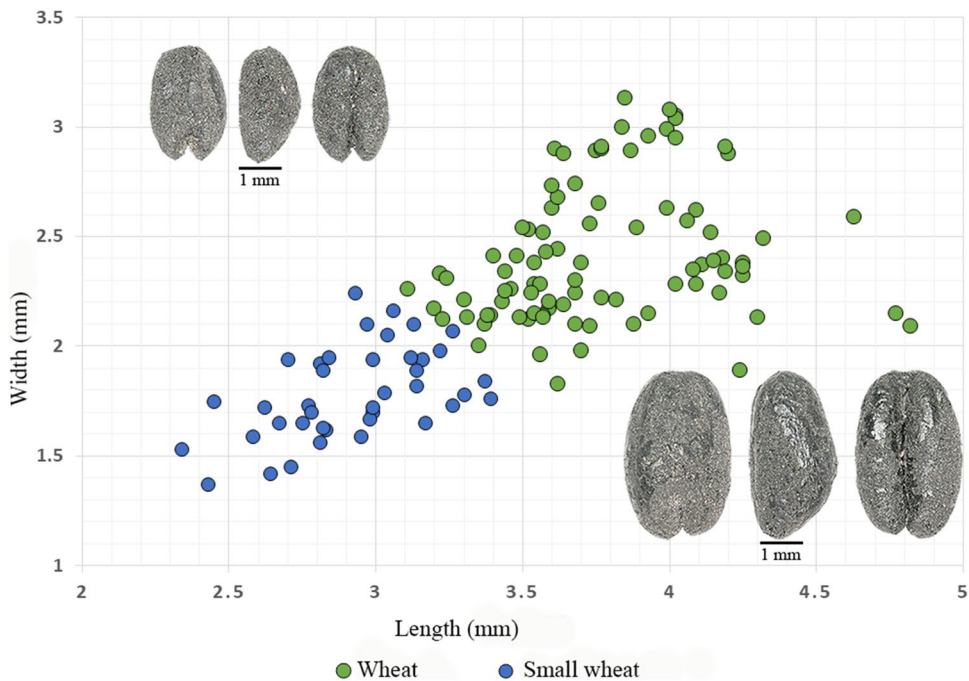 3.5
1 mm
3
2.5
2
1.5
1
Width (mm)
1 mm
2 2.5 3 3.5 4 4.5 5
Length (mm)
Wheat Small wheat